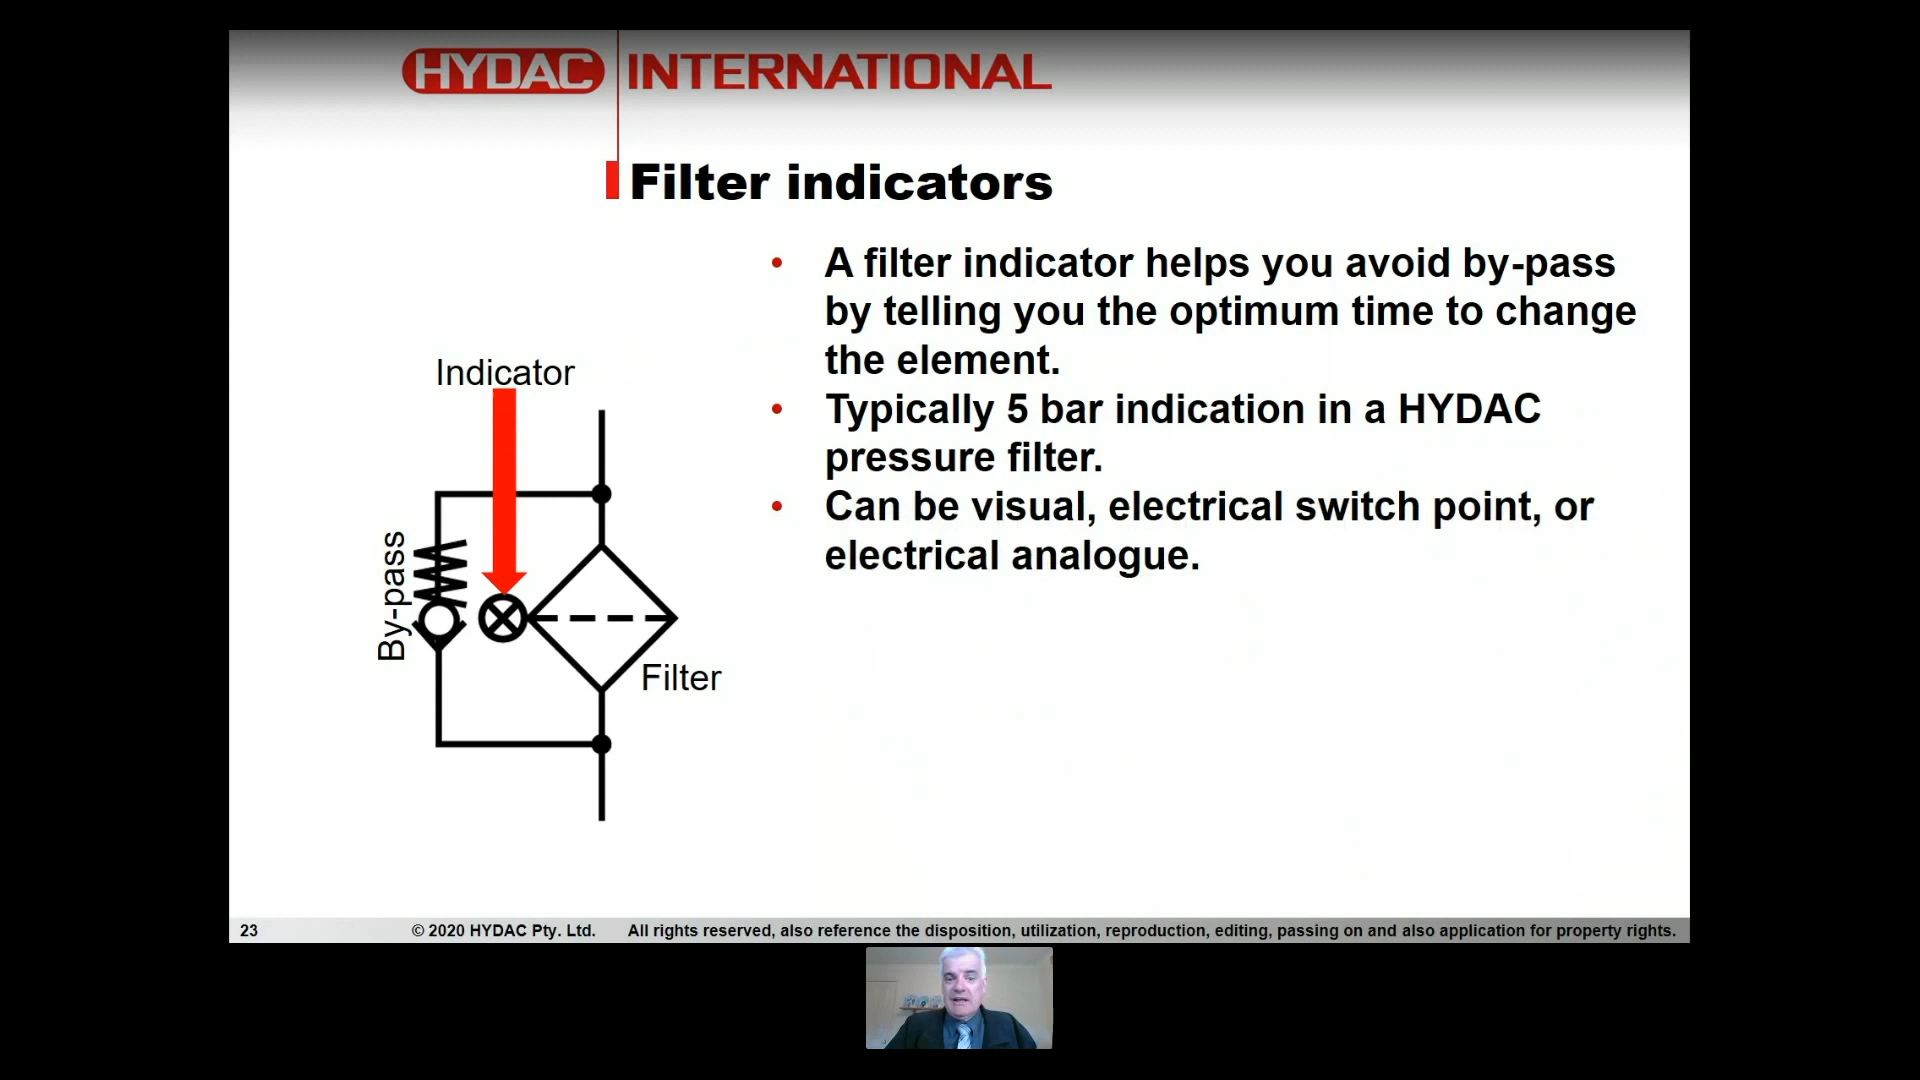 HYDAC INTERNATIONAL
Filter indicators
• A filter indicator helps you avoid by-pass
by telling you the optimum time to change
the element.
• Typically 5 bar indication in a HYDAC
pressure filter.
• Can be visual, electrical switch point, or
electrical analogue.
Indicator
By-pass
Filter
23 © 2020 HYDAC Pty. Ltd. All rights reserved, also reference the disposition, utilization, reproduction, editing, passing on and also application for property rights.